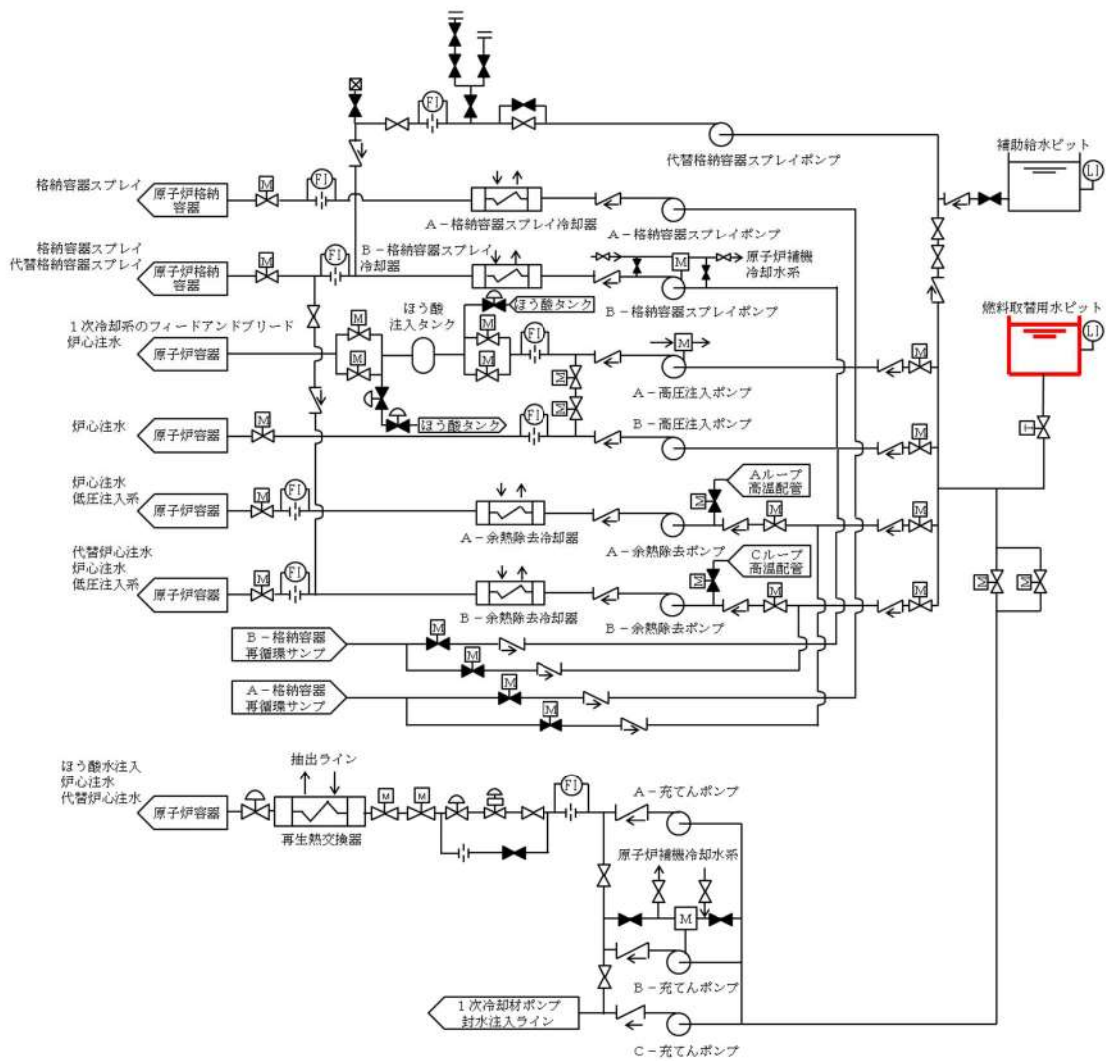 FI
代替格納容器スプレイポンプ
補助給水ピット
LI
格納容器スプレイ
原子炉格納
容器
M
FI
A-格納容器スプレイ冷却器
A-格納容器スプレイポンプ
格納容器スプレイ
代替格納容器スプレイ
原子炉格納
容器
M
FI
B-格納容器スプレイ
冷却器
M
原子炉補機
冷却水系
B-格納容器スプレイポンプ
燃料取替用水ピット
LI
1次冷却系のフィードアンドブリード
炉心注水
原子炉容器
M
M
ほう酸
注入タンク
ほう酸タンク
M
M
FI
M
A-高圧注入ポンプ
M
M
M
ほう酸タンク
炉心注水
原子炉容器
M
FI
B-高圧注入ポンプ
M
I
炉心注水
低圧注入系
原子炉容器
M
FI
A-余熱除去冷却器
A-余熱除去ポンプ
Aループ
高温配管
M
M
M
代替炉心注水
炉心注水
低圧注入系
原子炉容器
M
FI
B-余熱除去冷却器
B-余熱除去ポンプ
Cループ
高温配管
M
M
M
M
M
B-格納容器
再循環サンプ
M
M
A-格納容器
再循環サンプ
M
M
ほう酸水注入
炉心注水
代替炉心注水
原子炉容器
抽出ライン
再生熱交換器
M
M
FI
A-充てんポンプ
原子炉補機冷却水系
M
B-充てんポンプ
1次冷却材ポンプ
封水注入ライン
C-充てんポンプ